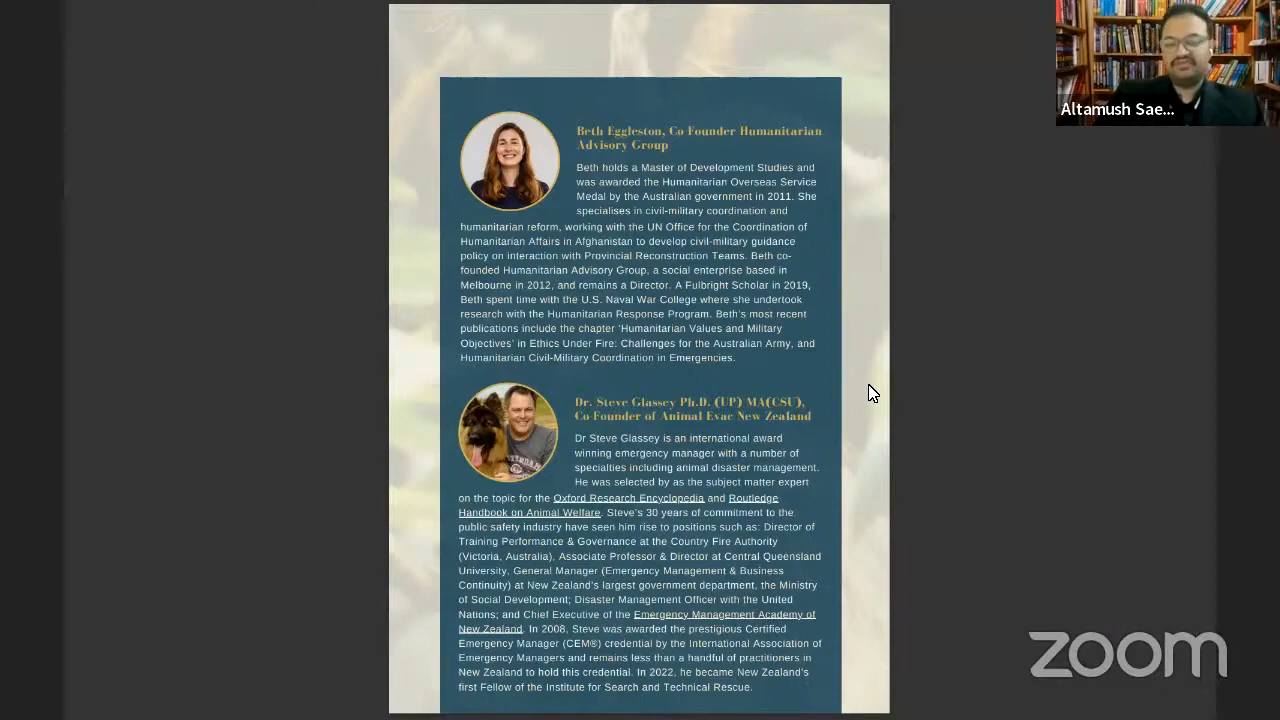 Altamush Sae...
Beth Eggleston, Co Founder Humanitarian
Advisory Group
Beth holds a Master of Development Studies and
was awarded the Humanitarian Overseas Service
Medal by the Australian government in 2011. She
specialises in civil-military coordination and
humanitarian reform, working with the UN Office for the Coordination of
Humanitarian Affairs in Afghanistan to develop civil-military guidance
policy on interaction with Provincial Reconstruction Teams. Beth co-
founded Humanitarian Advisory Group, a social enterprise based in
Melbourne in 2012, and remains a Director. A Fulbright Scholar in 2019,
Beth spent time with the U.S. Naval War College where she undertook
research with the Humanitarian Response Program. Beth's most recent
publications include the chapter 'Humanitarian Values and Military
Objectives' in Ethics Under Fire: Challenges for the Australian Army, and
Humanitarian Civil-Military Coordination in Emergencies.
Dr. Steve Glassey Ph.D. (UP) MA(CSU),
Co-Founder of Animal Evac New Zealand
Dr Steve Glassey is an international award
winning emergency manager with a number of
specialties including animal disaster management.
He was selected by as the subject matter expert
on the topic for the Oxford Research Encyclopedia and Routledge
Handbook on Animal Welfare. Steve's 30 years of commitment to the
public safety industry have seen him rise to positions such as: Director of
Training Performance & Governance at the Country Fire Authority
(Victoria, Australia), Associate Professor & Director at Central Queensland
University, General Manager (Emergency Management & Business
Continuity) at New Zealand's largest government department, the Ministry
of Social Development; Disaster Management Officer with the United
Nations; and Chief Executive of the Emergency Management Academy of
New Zealand. In 2008, Steve was awarded the prestigious Certified
Emergency Manager (CEM®) credential by the International Association of
Emergency Managers and remains less than a handful of practitioners in
New Zealand to hold this credential. In 2022, he became New Zealand's
first Fellow of the Institute for Search and Technical Rescue.
zoom